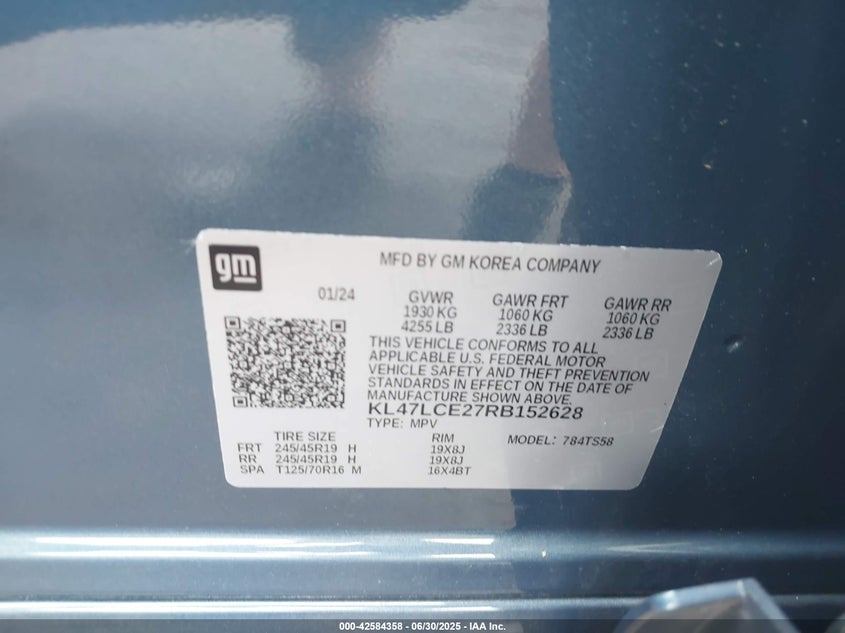 gm
MFD BY GM KOREA COMPANY
01/24
GVWR
1930 KG
4255 LB
GAWR FRT
1060 KG
2336 LB
GAWR RR
1060 KG
2336 LB
THIS VEHICLE CONFORMS TO ALL
APPLICABLE U.S. FEDERAL MOTOR
VEHICLE SAFETY AND THEFT PREVENTION
STANDARDS IN EFFECT ON THE DATE OF
MANUFACTURE SHOWN ABOVE.
KL47LCE27RB152628
TYPE: MPV
MODEL: 784TS58
TIRE SIZE RIM
FRT 245/45R19 H 19X8J
RR 245/45R19 H 19X8J
SPA T125/70R16 M 16X4BT
000-42584358 - 06/30/2025 - IAA Inc.